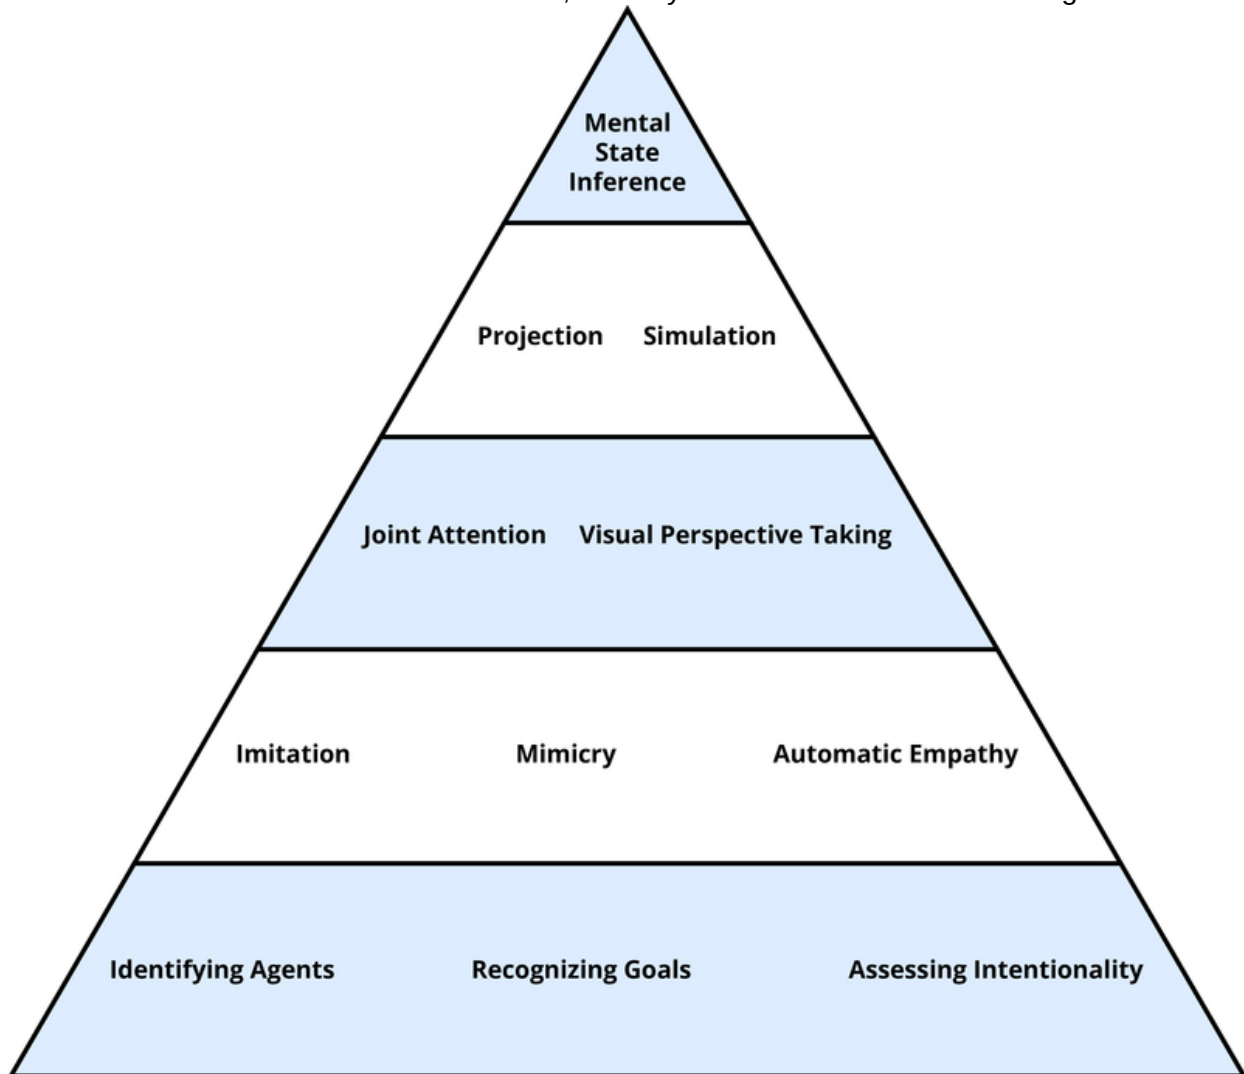 Mental
State
Inference
Projection Simulation
Joint Attention Visual Perspective Taking
Imitation Mimicry Automatic Empathy
Identifying Agents Recognizing Goals Assessing Intentionality